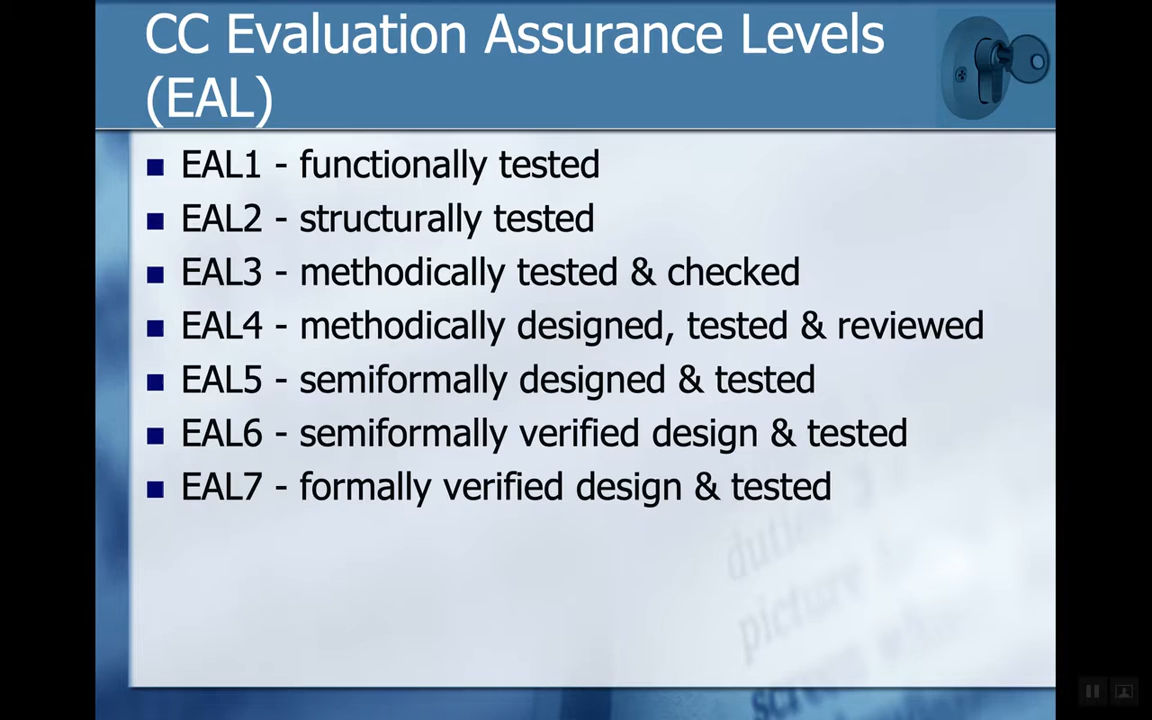 CC Evaluation Assurance Levels
(EAL)
EAL1 - functionally tested
EAL2 - structurally tested
EAL3 - methodically tested & checked
EAL4 - methodically designed, tested & reviewed
EAL5 - semiformally designed & tested
EAL6 - semiformally verified design & tested
EAL7 - formally verified design & tested
picture